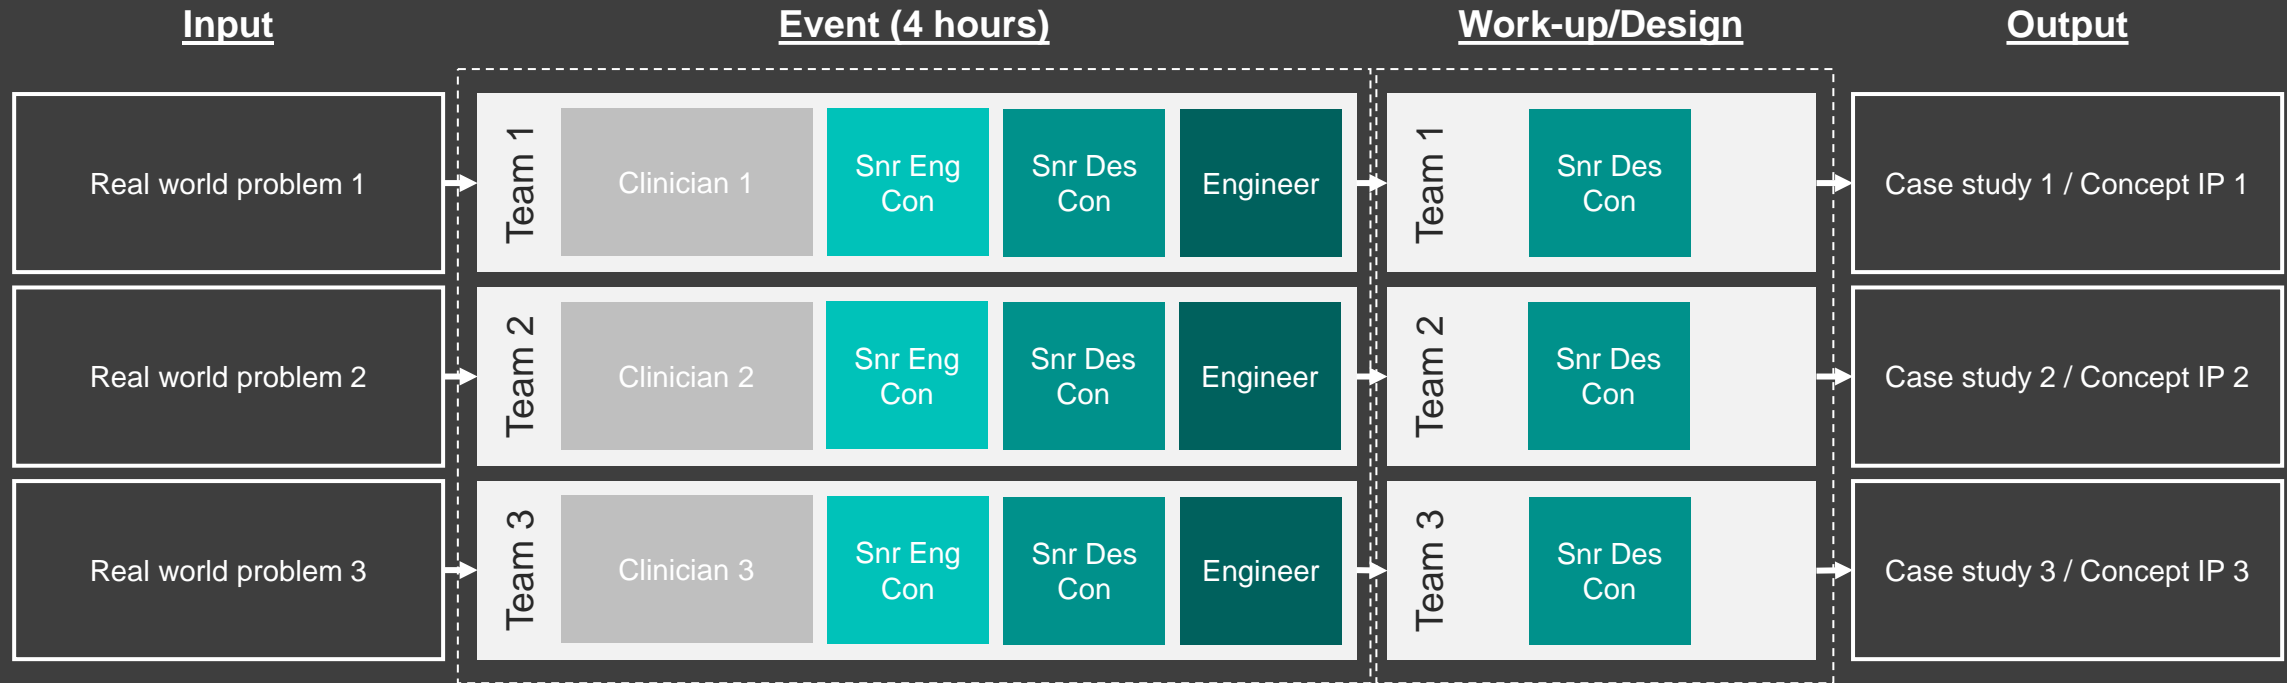 Input
Event (4 hours)
Work-up/Design
Output
Real world problem 1
Team 1
Clinician 1
Snr Eng
Con
Snr Des
Con
Engineer
Team 1
Snr Des
Con
Case study 1 / Concept IP 1
Real world problem 2
Team 2
Clinician 2
Snr Eng
Con
Snr Des
Con
Engineer
Team 2
Snr Des
Con
Case study 2 / Concept IP 2
Real world problem 3
Team 3
Clinician 3
Snr Eng
Con
Snr Des
Con
Engineer
Team 3
Snr Des
Con
Case study 3 / Concept IP 3